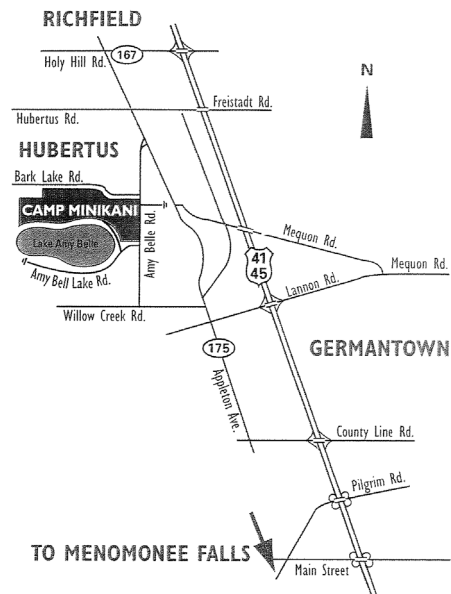 RICHFIELD
167
Holy Hill Rd.
N
Freistadt Rd.
Hubertus Rd.
HUBERTUS
Bark Lake Rd.
CAMP MINIKANI
Lake Amy Belle
Amy Belle Rd.
Amy Bell Lake Rd.
Mequon Rd.
Mequon Rd.
41
45
Lannon Rd.
Willow Creek Rd.
175
GERMANTOWN
Appleton Ave.
County Line Rd.
Pilgrim Rd.
TO MENOMONEE FALLS
Main Street